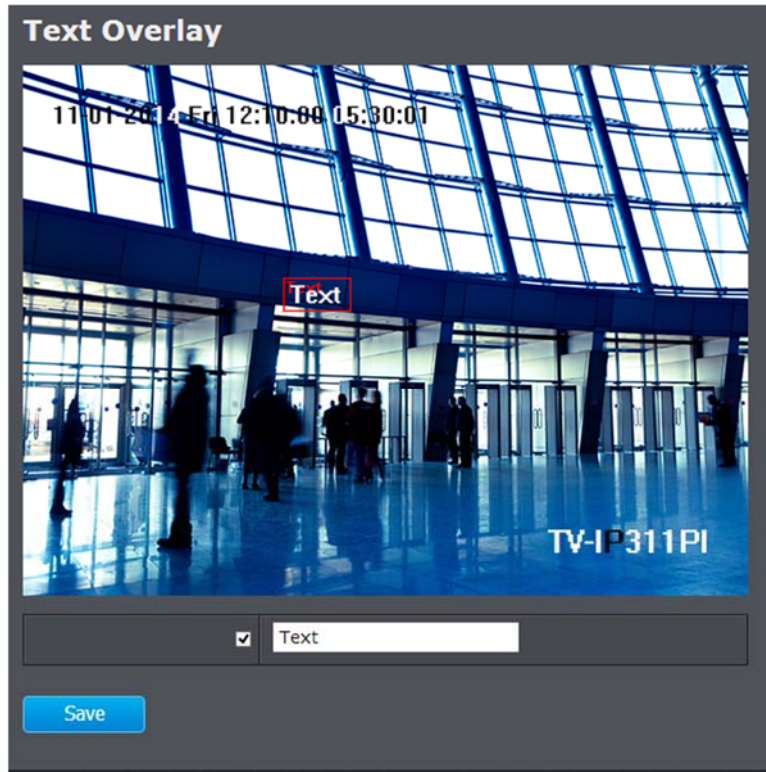 Text Overlay
11-01-2014 Fri 12:10:00 05:30:01
Text
TV-IP311PI
Text
Save